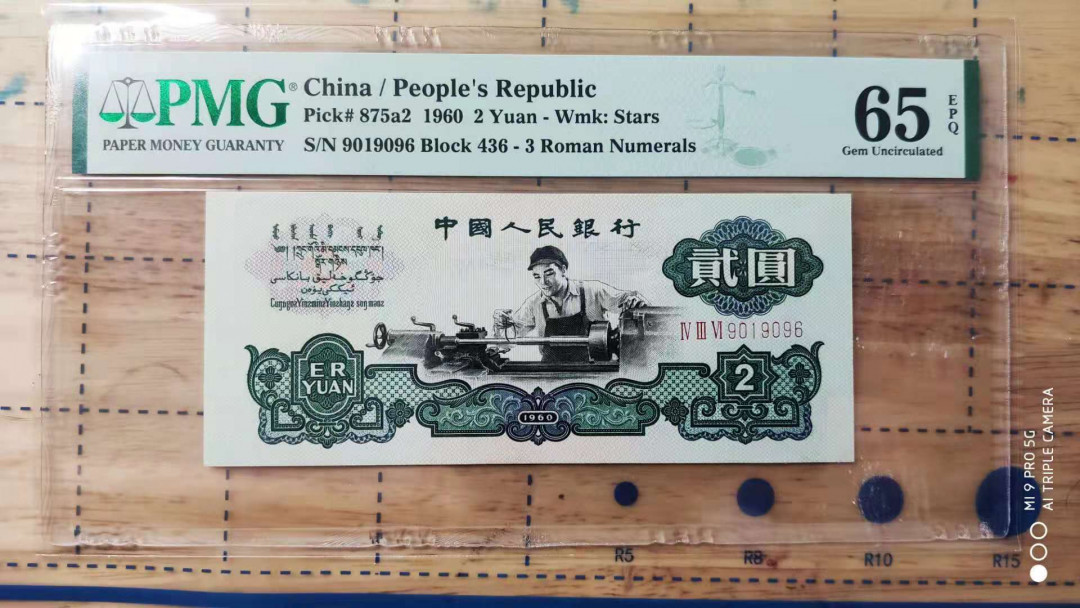 PMG®
PAPER MONEY GUARANTY
China / People's Republic
Pick# 875a2 1960 2 Yuan - Wmk: Stars
S/N 9019096 Block 436 - 3 Roman Numerals
65
EPQ
Gem Uncirculated
中國人民銀行
貳圓
Ⅳ Ⅲ Ⅵ 9019096
ER
YUAN
1960
2
R5
R8
R10
R15
MI 9 PRO 5G
AI TRIPLE CAMERA